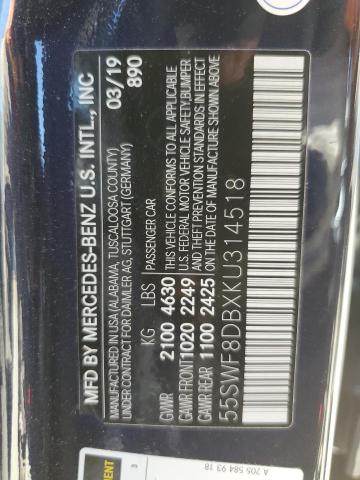 MFD BY MERCEDES-BENZ U.S. INTL., INC
MANUFACTURED IN USA (ALABAMA, TUSCALOOSA COUNTY)
UNDER CONTRACT FOR DAIMLER AG, STUTTGART (GERMANY)
03/19
890
KG LBS PASSENGER CAR
GVWR 2100 4630 THIS VEHICLE CONFORMS TO ALL APPLICABLE
GAWR FRONT 1020 2249 U.S. FEDERAL MOTOR VEHICLE SAFETY, BUMPER
GAWR REAR 1100 2425 AND THEFT PREVENTION STANDARDS IN EFFECT
ON THE DATE OF MANUFACTURE SHOWN ABOVE
55SWF8DBXKU314518
A 205 584 93 18
3